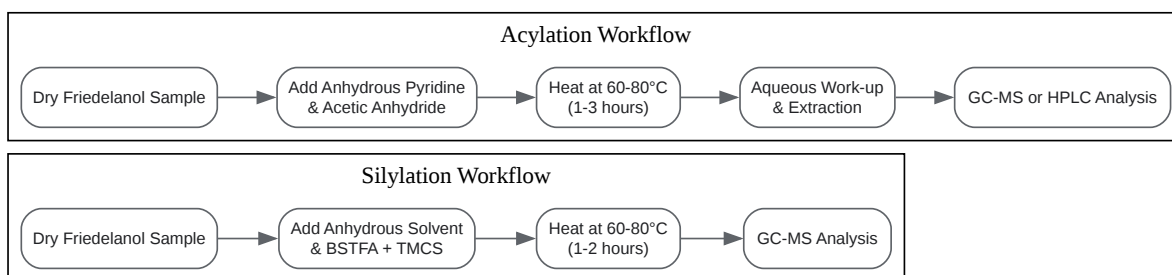 Acylation Workflow
Dry Friedelanol Sample
Add Anhydrous Pyridine
& Acetic Anhydride
Heat at 60-80°C
(1-3 hours)
Aqueous Work-up
& Extraction
GC-MS or HPLC Analysis
Silylation Workflow
Dry Friedelanol Sample
Add Anhydrous Solvent
& BSTFA + TMCS
Heat at 60-80°C
(1-2 hours)
GC-MS Analysis